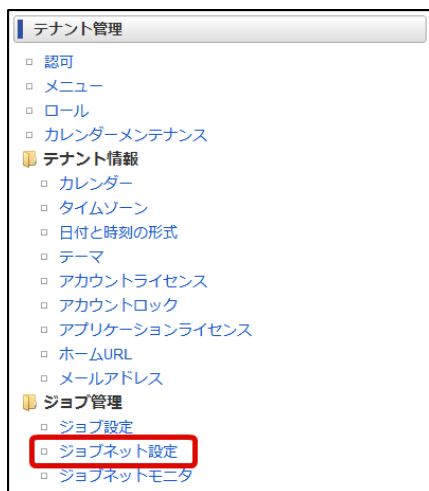 テナント管理
認可
メニュー
ロール
カレンダーメンテナンス
テナント情報
カレンダー
タイムゾーン
日付と時刻の形式
テーマ
アカウントライセンス
アカウントロック
アプリケーションライセンス
ホームURL
メールアドレス
ジョブ管理
ジョブ設定
ジョブネット設定
ジョブネットモニタ